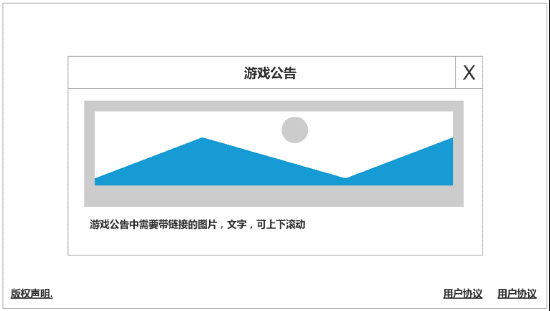 游戏公告
X
游戏公告中需要带链接的图片，文字，可上下滚动
版权声明.
用户协议
用户协议